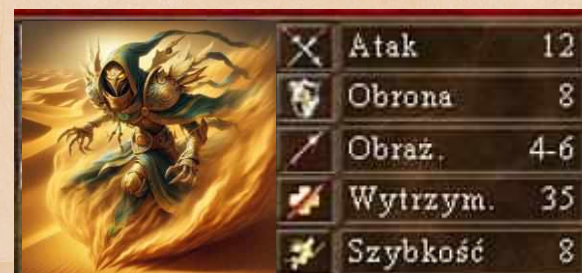 Atak 12
Obrona 8
Obraż. 4-6
Wytrzym. 35
Szybkość 8